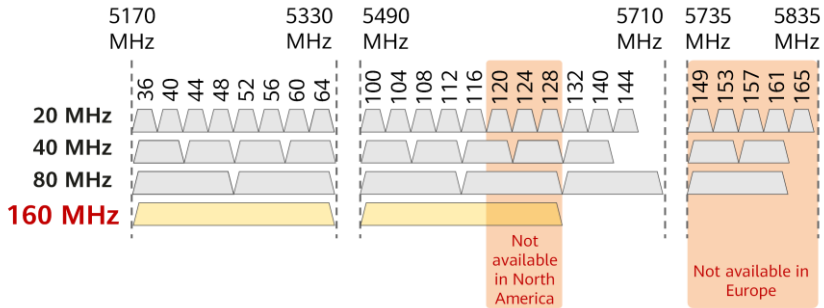 5170 MHz
5330 MHz
5490 MHz
5710 MHz
5735 MHz
5835 MHz
36 40 44 48 52 56 60 64 100 104 108 112 116 120 124 128 132 140 144 149 153 157 161 165
20 MHz
40 MHz
80 MHz
160 MHz
Not
available
in North
America
Not available in
Europe